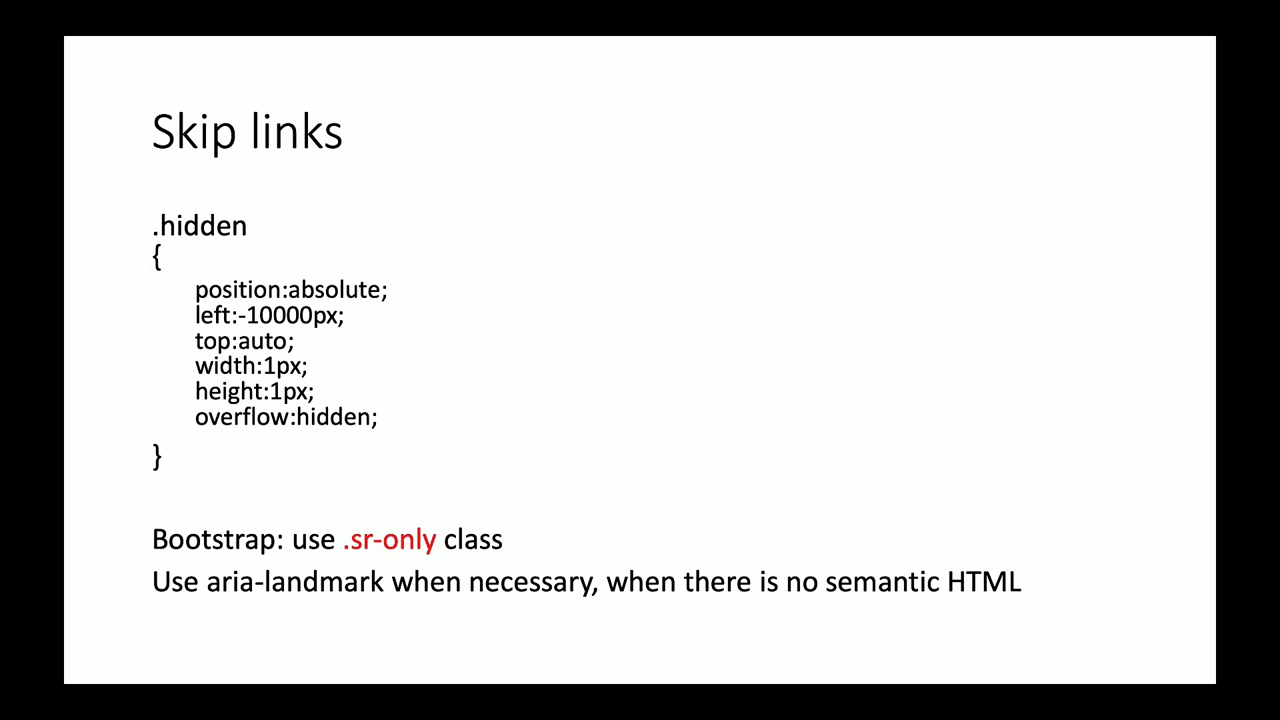 Skip links
.hidden
{
position:absolute;
left:-10000px;
top:auto;
width:1px;
height:1px;
overflow:hidden;
}
Bootstrap: use .sr-only class
Use aria-landmark when necessary, when there is no semantic HTML